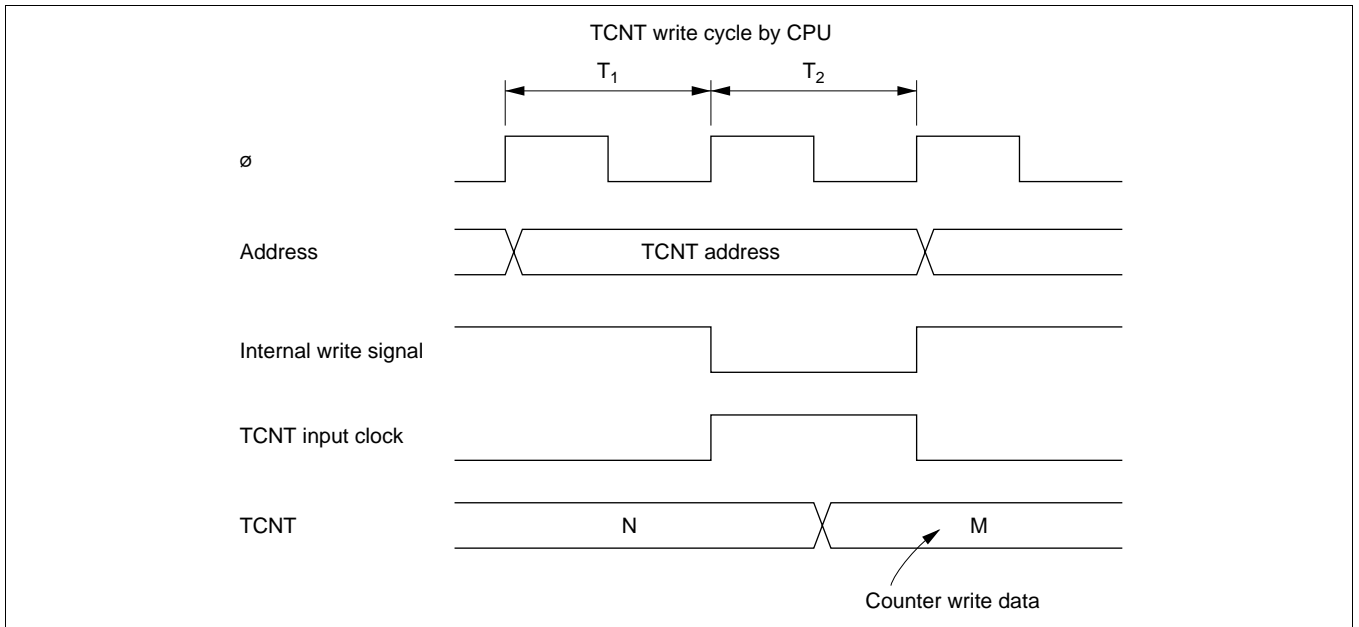 TCNT write cycle by CPU
T1 T2
ø
Address TCNT address
Internal write signal
TCNT input clock
TCNT N M
Counter write data